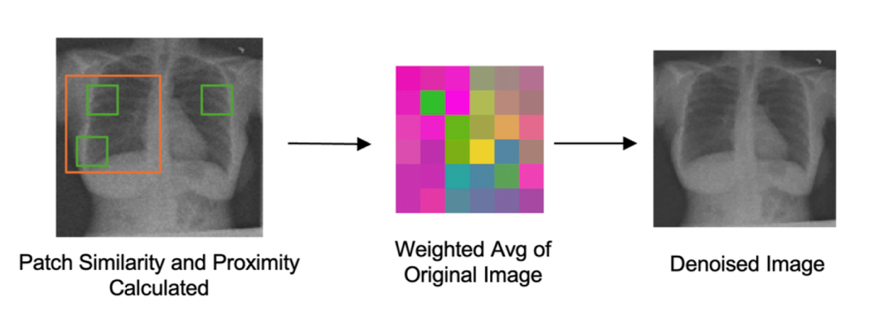 Patch Similarity and Proximity
Calculated
Weighted Avg of
Original Image
Denoised Image